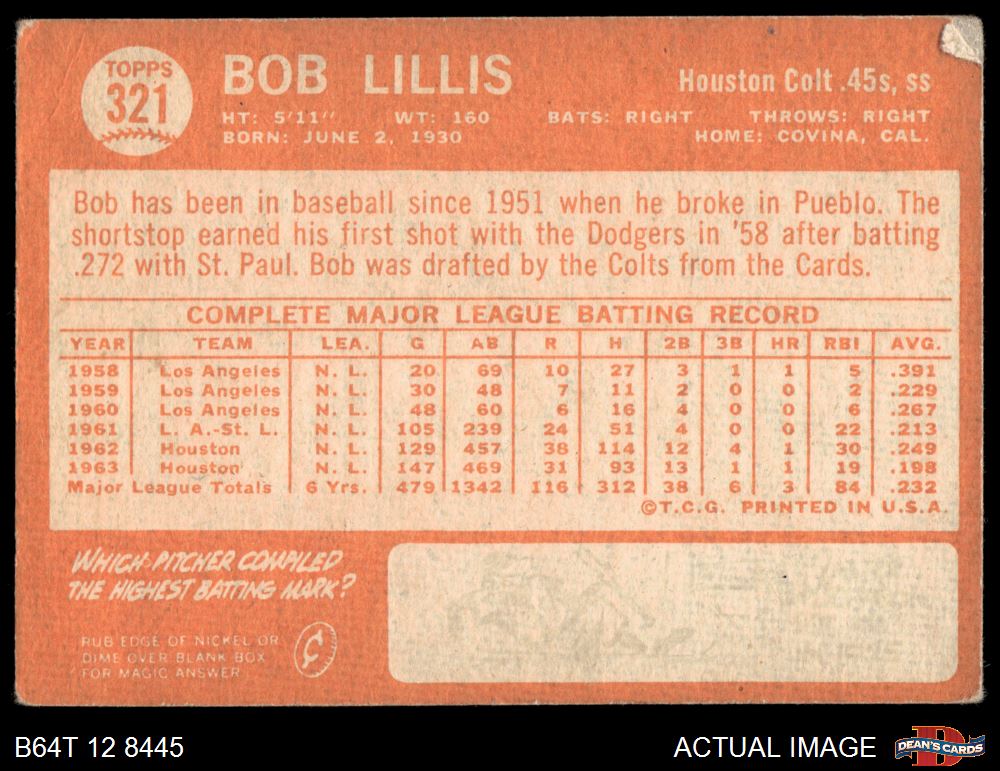 TOPPS
321
BOB LILLIS
Houston Colt .45s, ss
HT: 5'11" WT: 160 BATS: RIGHT THROWS: RIGHT
BORN: JUNE 2, 1930 HOME: COVINA, CAL.
Bob has been in baseball since 1951 when he broke in Pueblo. The
shortstop earned his first shot with the Dodgers in '58 after batting
.272 with St. Paul. Bob was drafted by the Colts from the Cards.
COMPLETE MAJOR LEAGUE BATTING RECORD
YEAR TEAM LEA. G AB R H 2B 3B HR RBI AVG.
1958 Los Angeles N. L. 20 69 10 27 3 1 1 5 .391
1959 Los Angeles N. L. 30 48 7 11 2 0 0 2 .229
1960 Los Angeles N. L. 48 60 6 16 4 0 0 6 .267
1961 L. A.-St. L. N. L. 105 239 24 51 4 0 0 22 .213
1962 Houston N. L. 129 457 38 114 12 4 1 30 .249
1963 Houston N. L. 147 469 31 93 13 1 1 19 .198
Major League Totals 6 Yrs. 479 1342 116 312 38 6 3 84 .232
©T.C.G. PRINTED IN U.S.A.
WHICH PITCHER COMPILED
THE HIGHEST BATTING MARK?
RUB EDGE OF NICKEL OR
DIME OVER BLANK BOX
FOR MAGIC ANSWER
¢
B64T 12 8445
ACTUAL IMAGE
D
DEAN'S CARDS